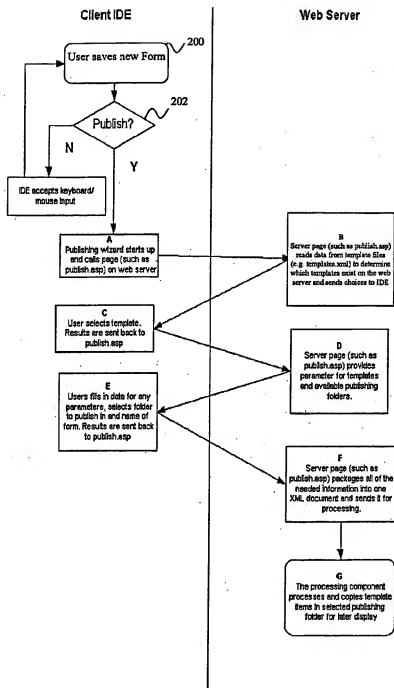 Client IDE
Web Server
200
User saves new Form
202
Publish?
N
Y
IDE accepts keyboard/
mouse input
A
Publishing wizard starts up
and calls page (such as
publish.asp) on web server
B
Server page (such as publish.asp)
reads data from template files
(e.g. templates.xml) to determine
which templates exist on the web
server and sends choices to IDE
C
User selects template.
Results are sent back to
publish.asp
D
Server page (such as
publish.asp) provides
parameter for templates
and available publishing
folders.
E
Users fills in data for any
parameters, selects folder
to publish in and name of
form. Results are sent back
to publish.asp
F
Server page (such as
publish.asp) packages all of the
needed information into one
XML document and sends it for
processing.
G
The processing component
processes and copies template
items in selected publishing
folder for later display